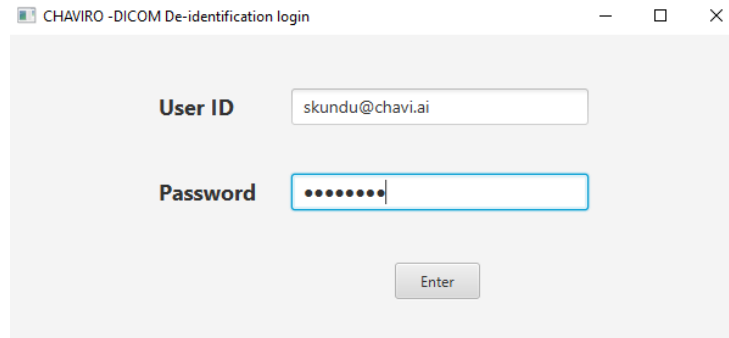 CHAVIRO -DICOM De-identification login
User ID
skundu@chavi.ai
Password
••••••••
Enter